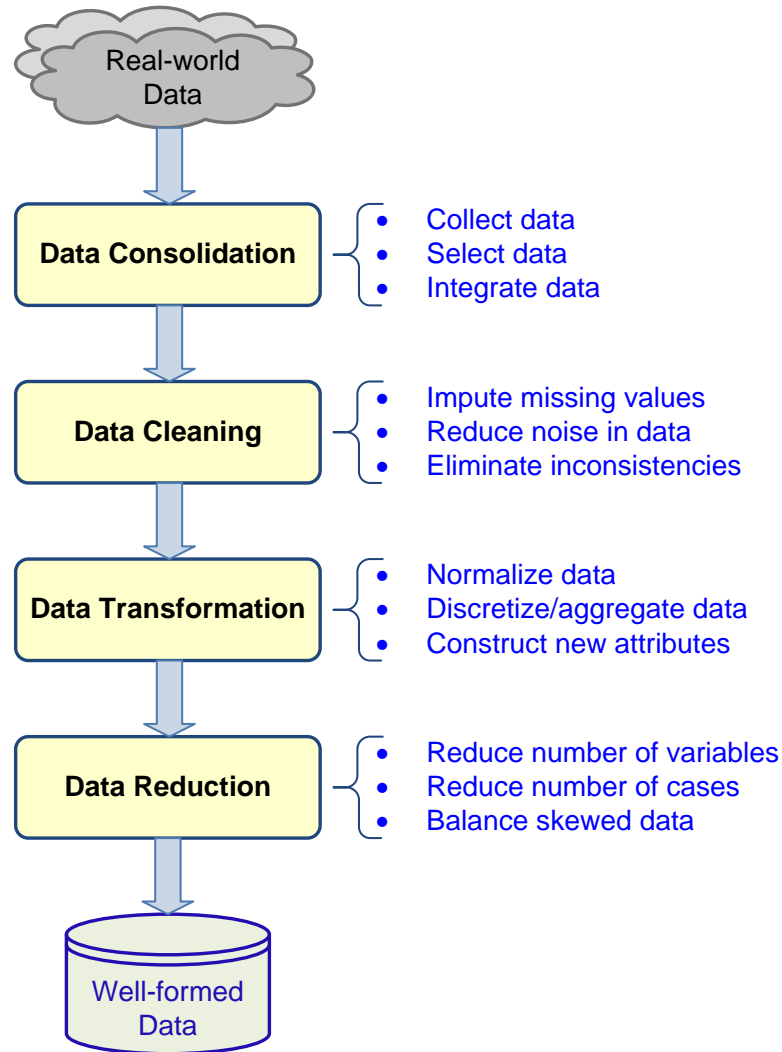 Real-world
Data
Data Consolidation
• Collect data
• Select data
• Integrate data
Data Cleaning
• Impute missing values
• Reduce noise in data
• Eliminate inconsistencies
Data Transformation
• Normalize data
• Discretize/aggregate data
• Construct new attributes
Data Reduction
• Reduce number of variables
• Reduce number of cases
• Balance skewed data
Well-formed
Data